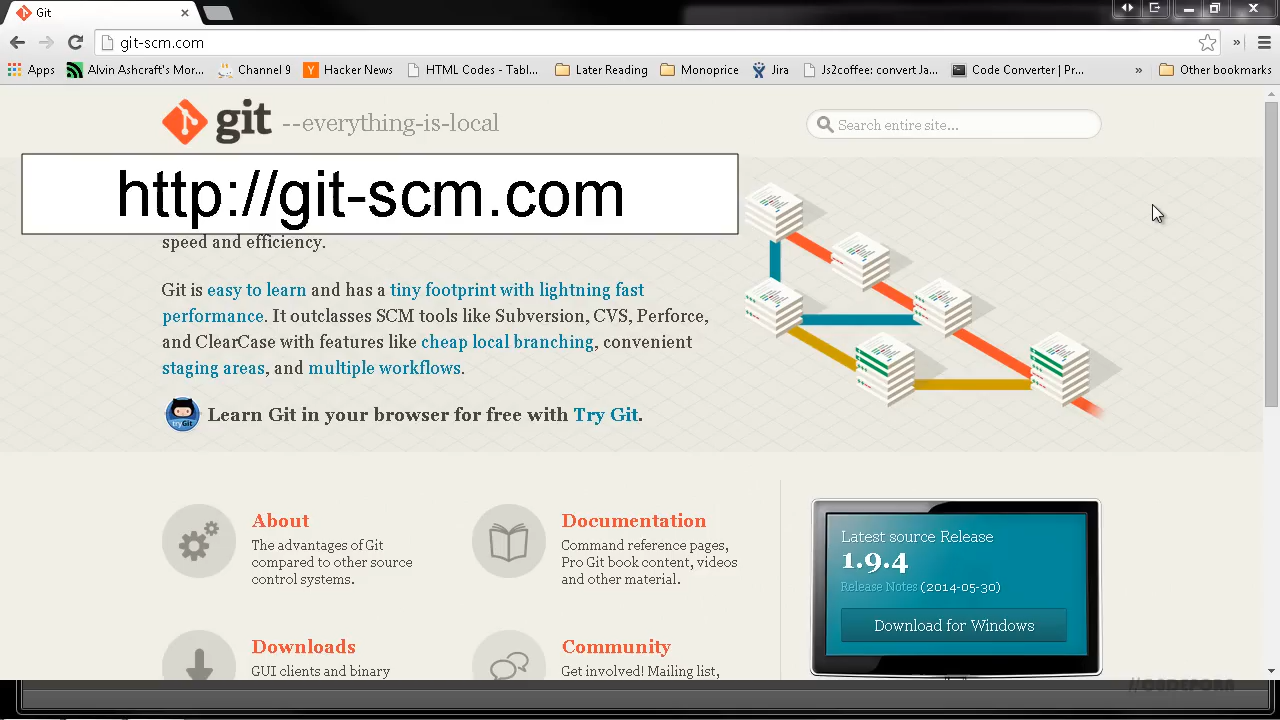 Git
git-scm.com
Apps
Alvin Ashcraft's Mor...
Channel 9
Hacker News
HTML Codes - Tabl...
Later Reading
Monoprice
Jira
Js2coffee: convert Ja...
Code Converter | Pr...
»
Other bookmarks
git --everything-is-local
Search entire site...
http://git-scm.com
speed and efficiency.
Git is easy to learn and has a tiny footprint with lightning fast
performance. It outclasses SCM tools like Subversion, CVS, Perforce,
and ClearCase with features like cheap local branching, convenient
staging areas, and multiple workflows.
tryGit
Learn Git in your browser for free with Try Git.
About
The advantages of Git
compared to other source
control systems.
Documentation
Command reference pages,
Pro Git book content, videos
and other material.
Latest source Release
1.9.4
Release Notes (2014-05-30)
Download for Windows
Downloads
GUI clients and binary
Community
Get involved! Mailing list,